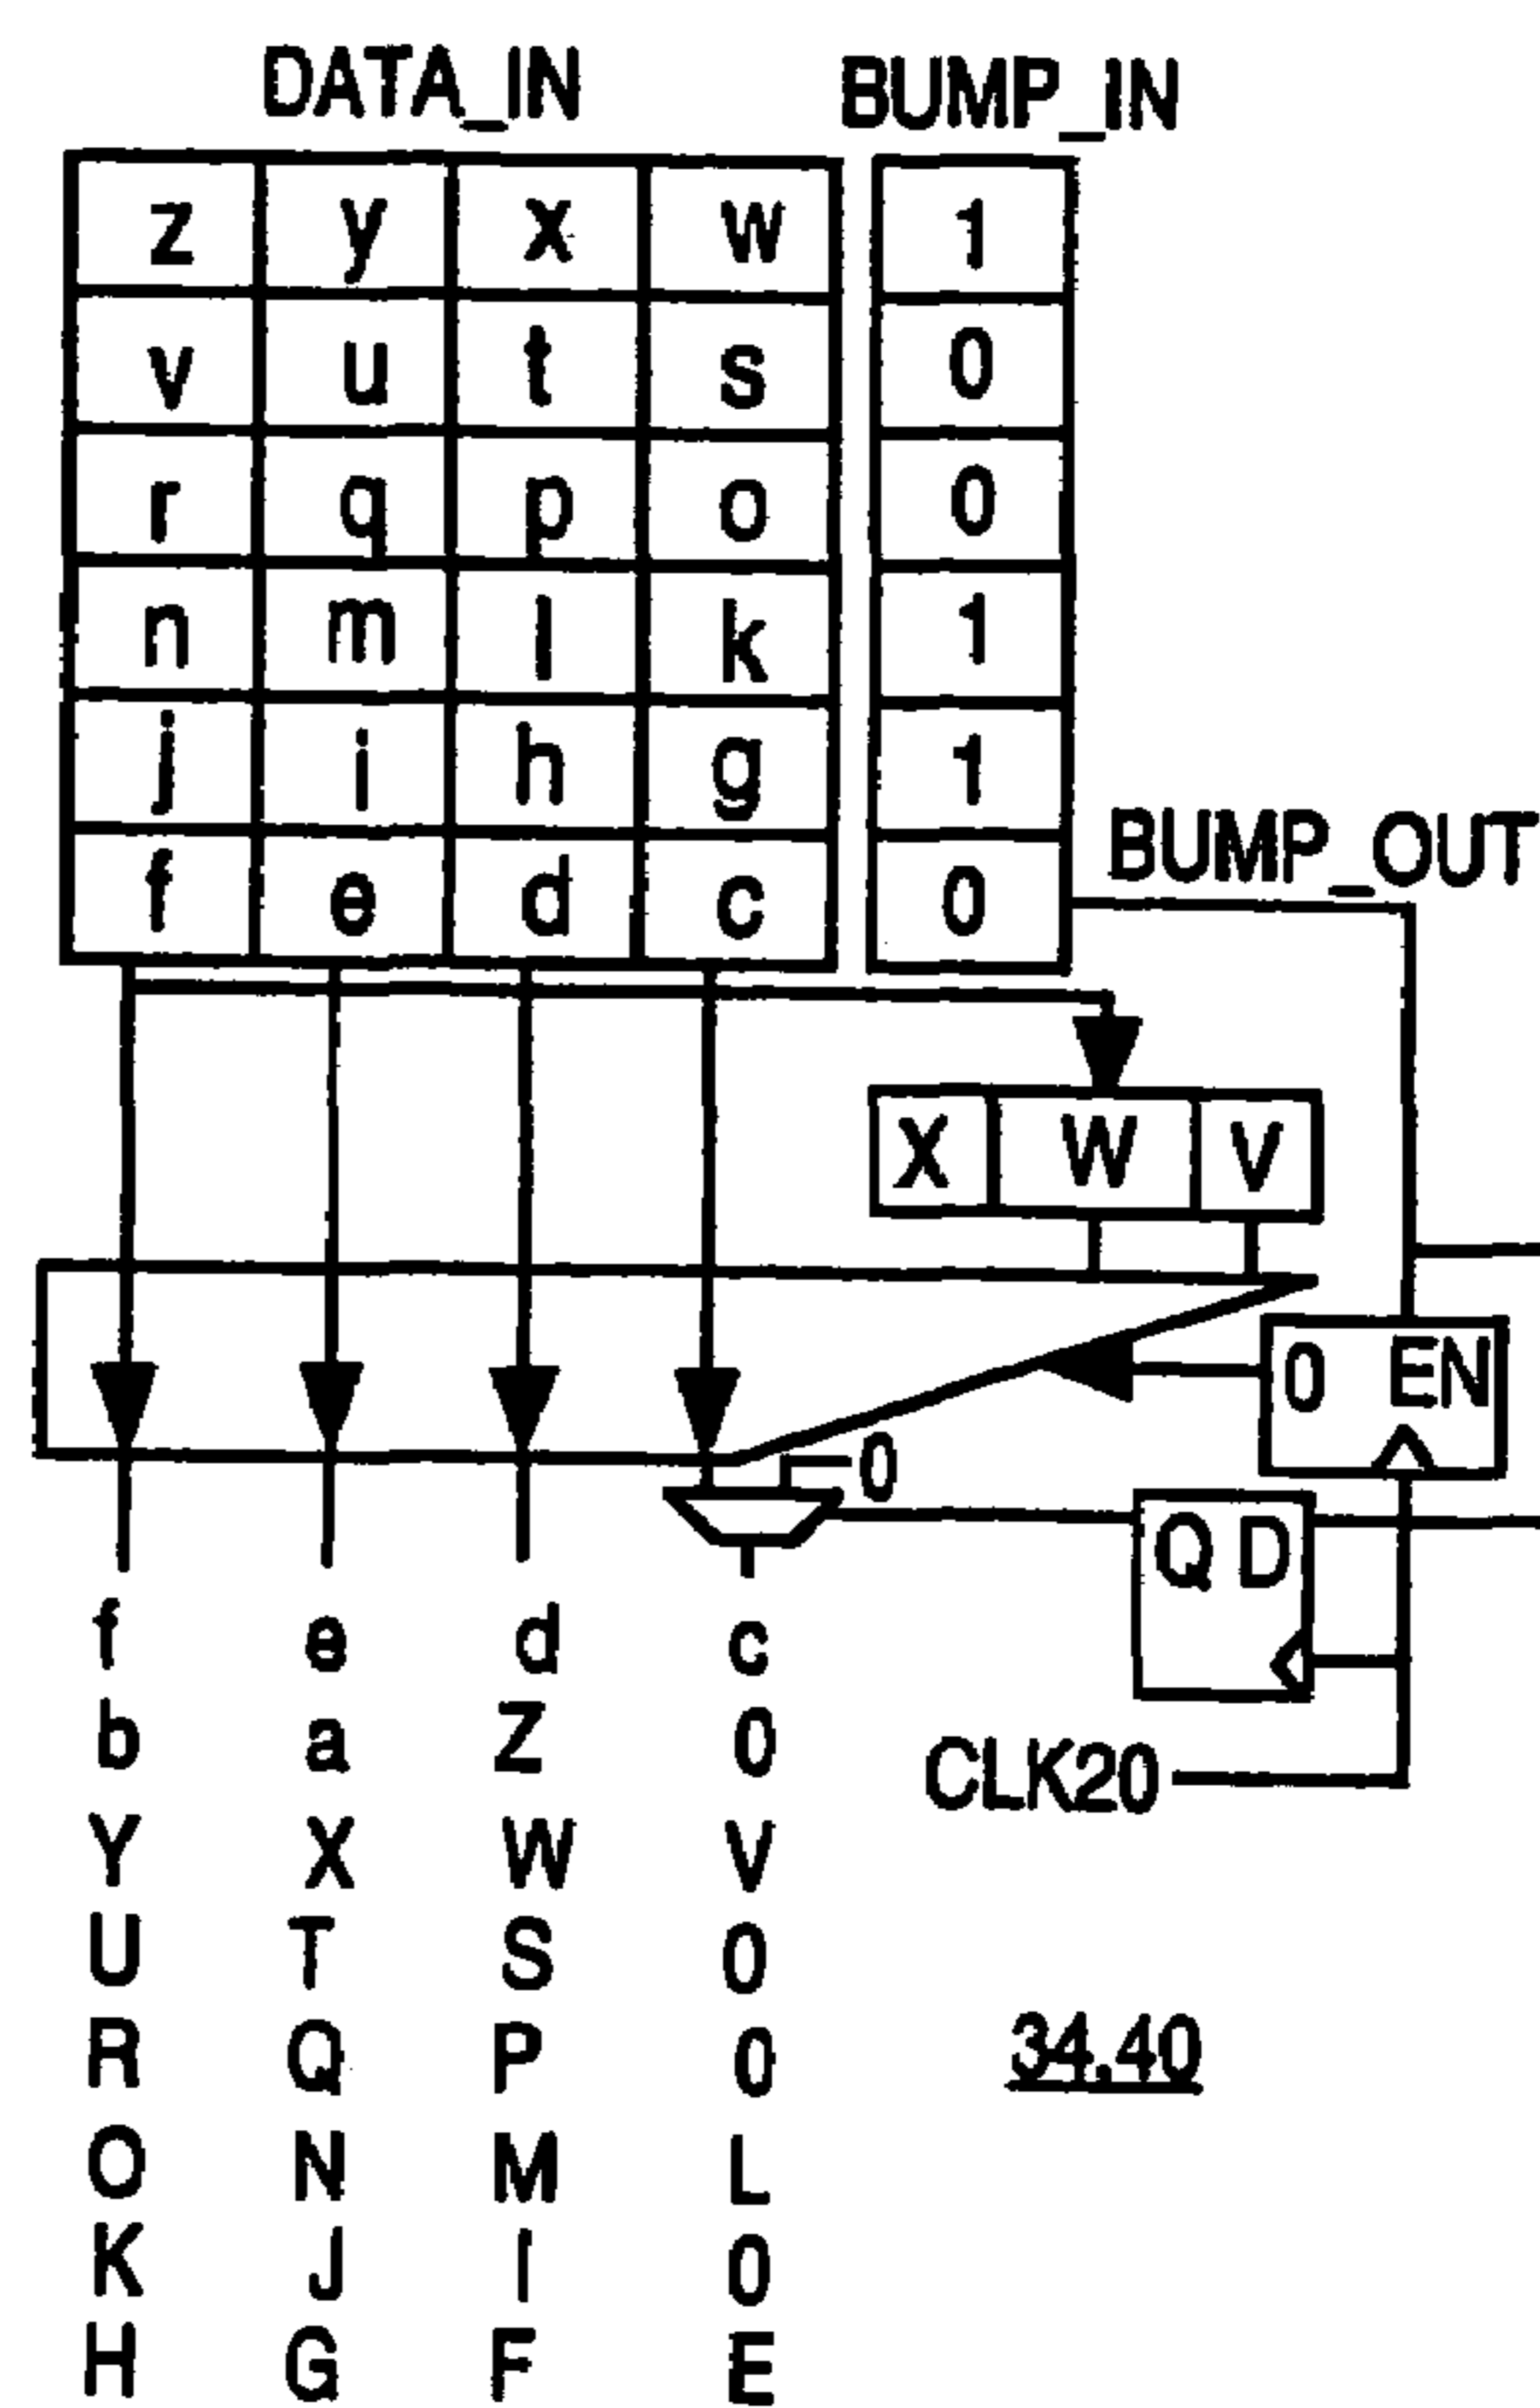 DATA_IN BUMP_IN
z y x w 1
v u t s 0
r q p o 0
n m l k 1
j i h g 1
f e d c 0
BUMP_OUT
X W V
0 EN
0
Q D
f e d c
b a Z 0
CLK20
Y X W V
U T S 0
R Q P 0
34.40
O N M L
K J I 0
H G F E